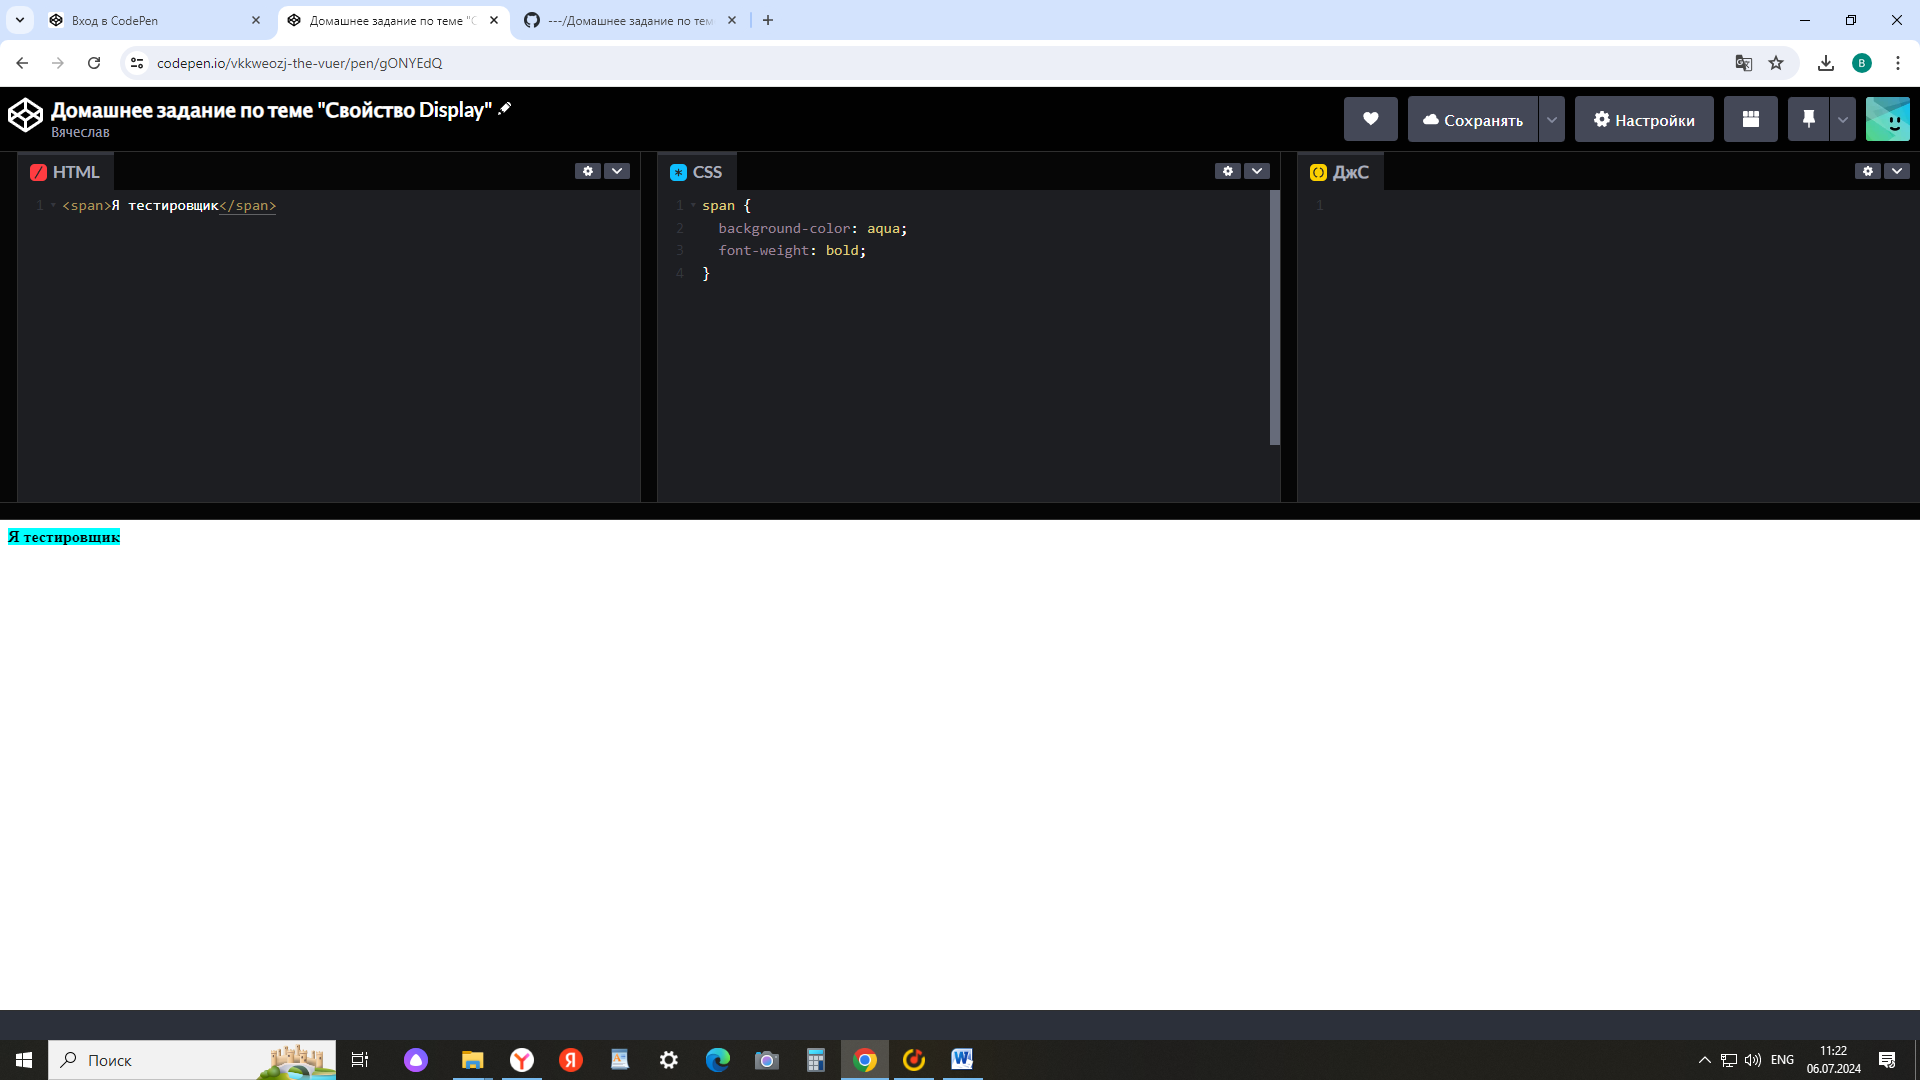 Вход в CodePen
Домашнее задание по теме "С
---/Домашнее задание по тем
codepen.io/vkkweozj-the-vuer/pen/gONYEdQ
B
Домашнее задание по теме "Свойство Display"
Вячеслав
Сохранять
Настройки
HTML
CSS
ДжС
1 <span>Я тестировщик</span>
1 span {
2 background-color: aqua;
3 font-weight: bold;
4 }
1
Я тестировщик
Поиск
ENG
11:22
06.07.2024